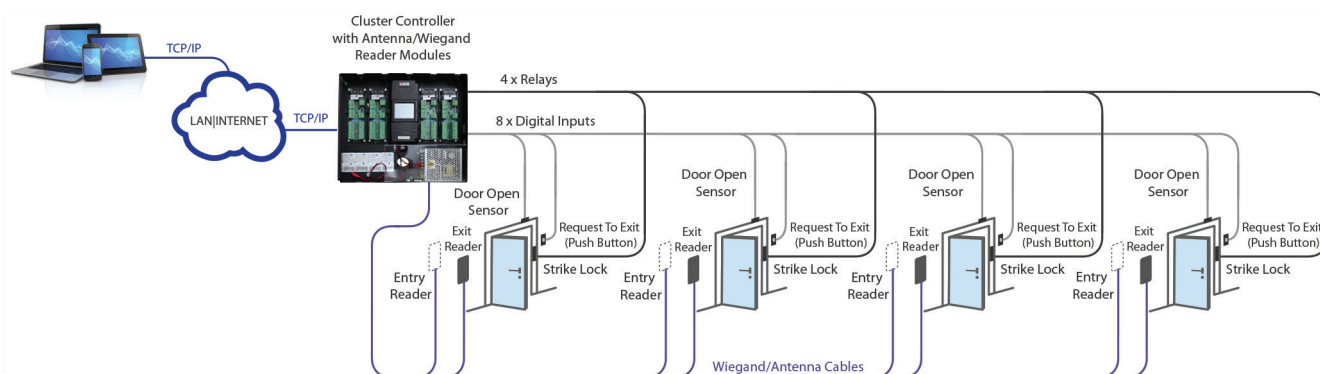 Cluster Controller
with Antenna/Wiegand
Reader Modules
TCP/IP
LAN|INTERNET
TCP/IP
4 x Relays
8 x Digital Inputs
Door Open
Sensor
Exit
Reader
Entry
Reader
Request To Exit
(Push Button)
Strike Lock
Door Open
Sensor
Exit
Reader
Entry
Reader
Request To Exit
(Push Button)
Strike Lock
Door Open
Sensor
Exit
Reader
Entry
Reader
Request To Exit
(Push Button)
Strike Lock
Door Open
Sensor
Exit
Reader
Entry
Reader
Request To Exit
(Push Button)
Strike Lock
Wiegand/Antenna Cables